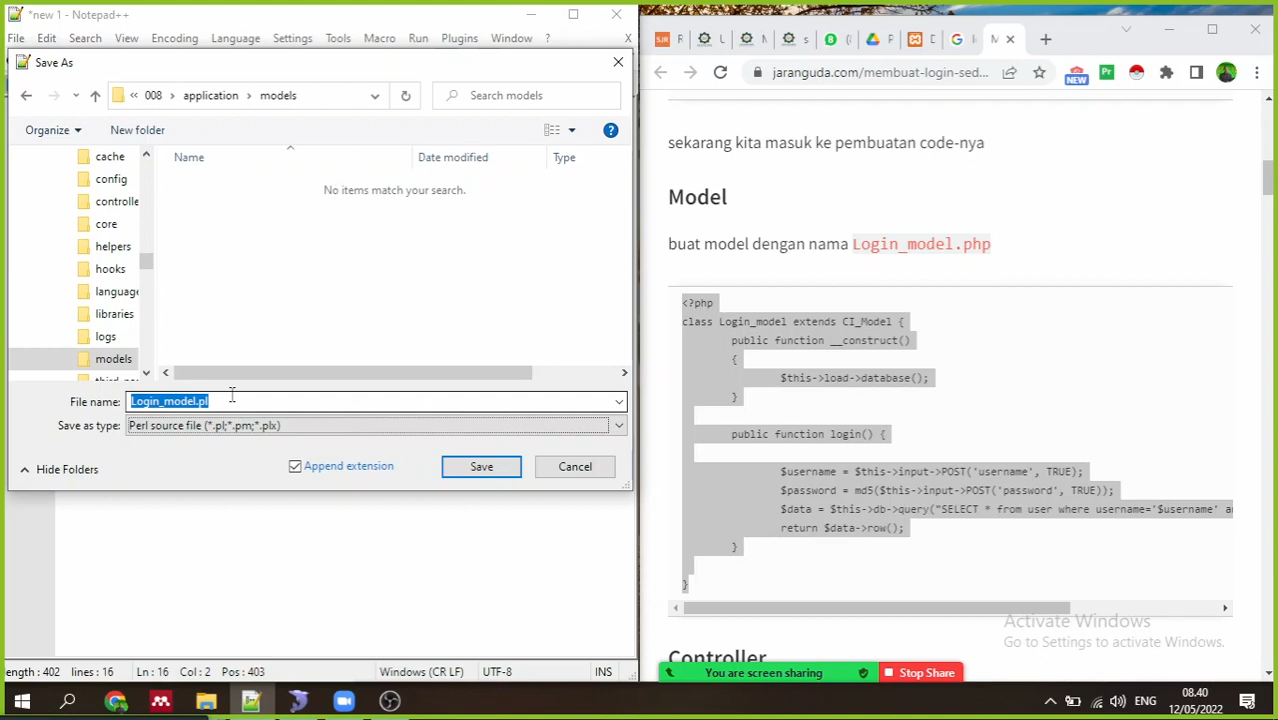 *new 1 - Notepad++
File Edit Search View Encoding Language Settings Tools Macro Run Plugins Window ? X
Save As
008 application models
Search models
Organize New folder
Name Date modified Type
No items match your search.
cache
config
controlle
core
helpers
hooks
language
libraries
logs
models
File name: Login_model.pl
Save as type: Perl source file (*.pl;*.pm;*.plx)
Hide Folders
Append extension
Save
Cancel
ength : 402 lines : 16 Ln : 16 Col : 2 Pos : 403 Windows (CR LF) UTF-8 INS
jaranguda.com/membuat-login-sed...
NEW
sekarang kita masuk ke pembuatan code-nya
Model
buat model dengan nama Login_model.php
<?php
class Login_model extends CI_Model {
public function __construct()
{
$this->load->database();
}
public function login() {
$username = $this->input->POST('username', TRUE);
$password = md5($this->input->POST('password', TRUE));
$data = $this->db->query("SELECT * from user where username='$username' a
return $data->row();
}
}
Activate Windows
Go to Settings to activate Windows.
Controller
You are screen sharing
Stop Share
ENG
08.40
12/05/2022